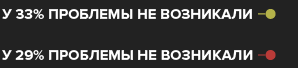 У 33% ПРОБЛЕМЫ НЕ ВОЗНИКАЛИ
У 29% ПРОБЛЕМЫ НЕ ВОЗНИКАЛИ